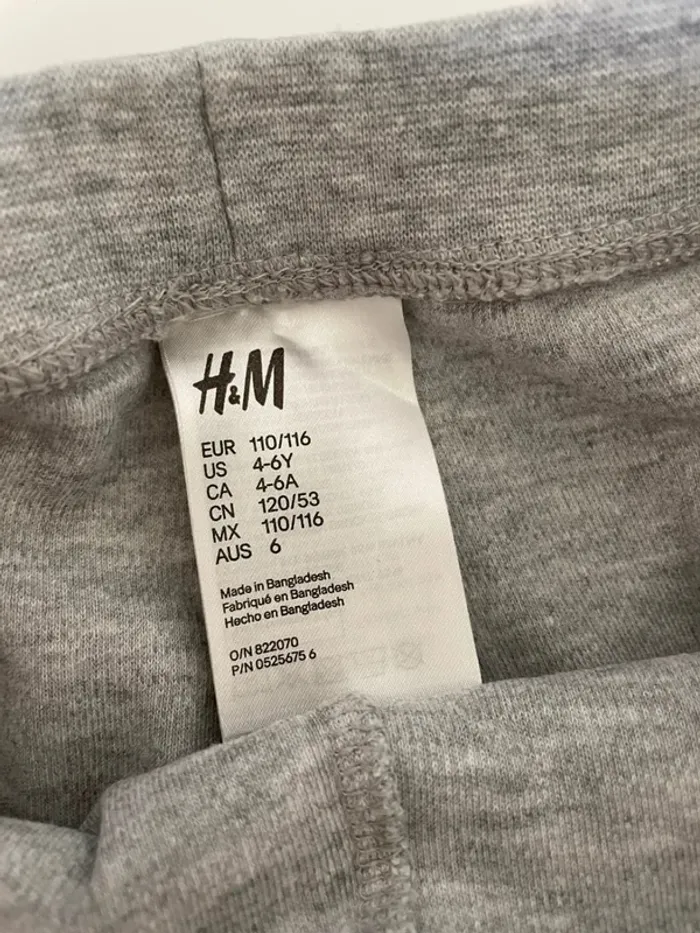 H&M
EUR 110/116
US 4-6Y
CA 4-6A
CN 120/53
MX 110/116
AUS 6
Made in Bangladesh
Fabriqué en Bangladesh
Hecho en Bangladesh
O/N 822070
P/N 0525675 6